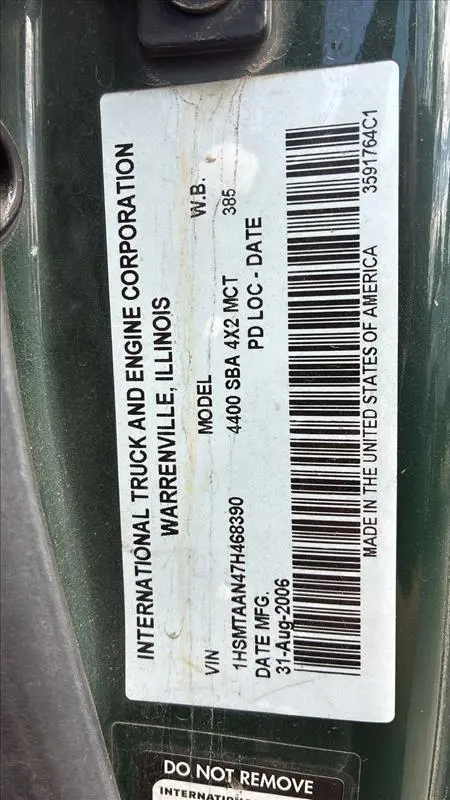 INTERNATIONAL TRUCK AND ENGINE CORPORATION
WARRENVILLE, ILLINOIS
VIN MODEL W.B.
1HSMTAAN47H468390 4400 SBA 4X2 MCT 385
DATE MFG. PD LOC - DATE
31-Aug-2006
MADE IN THE UNITED STATES OF AMERICA 3591764C1
DO NOT REMOVE
INTERNATIONAL